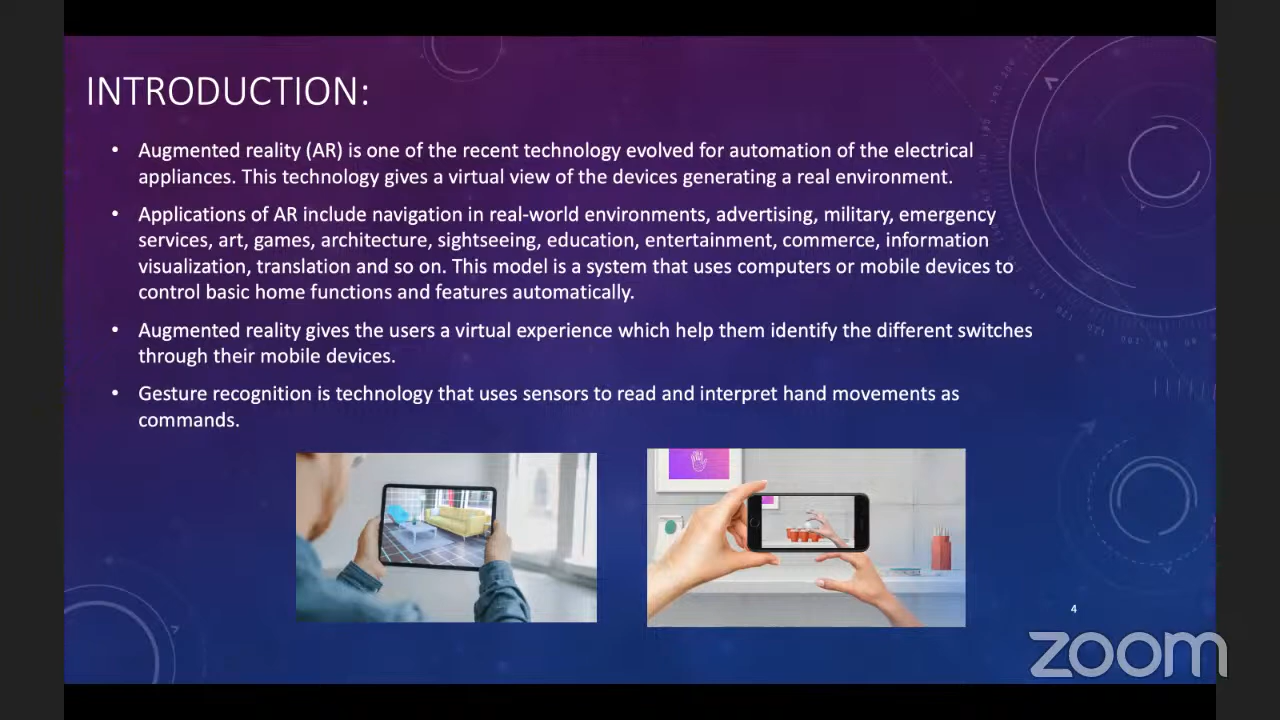 INTRODUCTION:
• Augmented reality (AR) is one of the recent technology evolved for automation of the electrical
appliances. This technology gives a virtual view of the devices generating a real environment.
• Applications of AR include navigation in real-world environments, advertising, military, emergency
services, art, games, architecture, sightseeing, education, entertainment, commerce, information
visualization, translation and so on. This model is a system that uses computers or mobile devices to
control basic home functions and features automatically.
• Augmented reality gives the users a virtual experience which help them identify the different switches
through their mobile devices.
• Gesture recognition is technology that uses sensors to read and interpret hand movements as
commands.
4
zoom